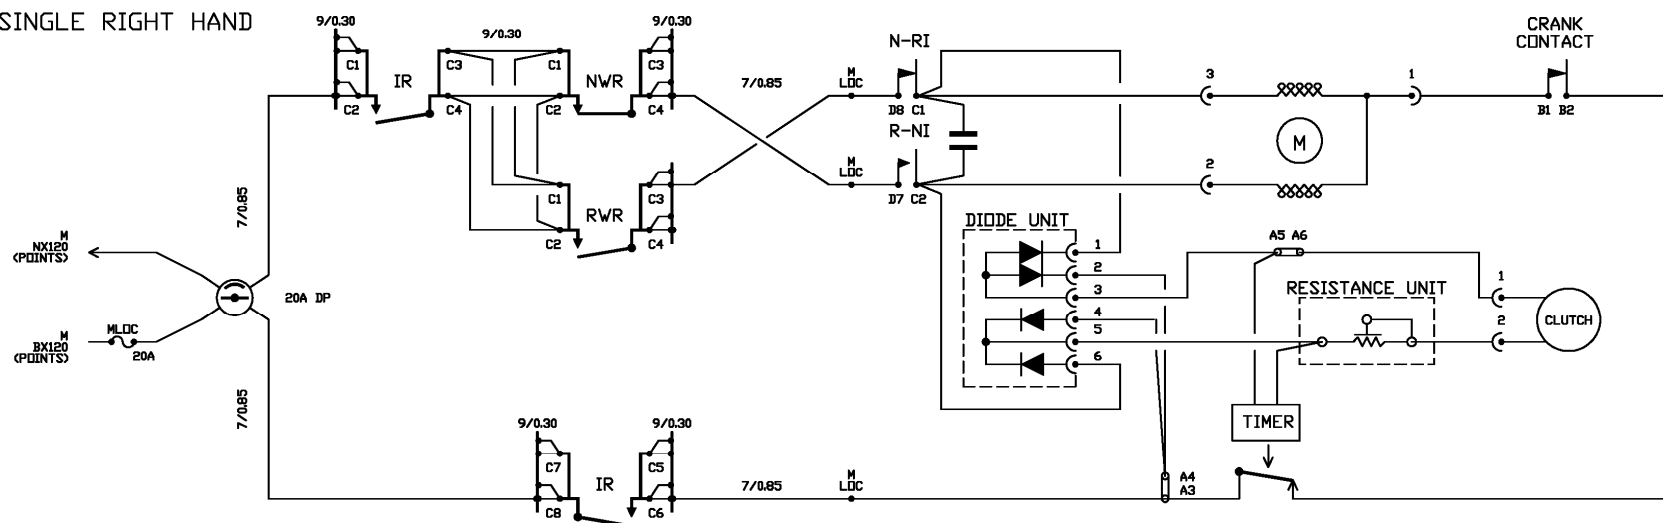 SINGLE RIGHT HAND
9/0.30
9/0.30
9/0.30
C1
IR
C3
C1
NWR
C3
C2
C4
C2
C4
C1
RWR
C3
C2
C4
7/0.85
M
LOC
N-RI
D8 C1
R-NI
M
LOC
D7 C2
3
1
M
2
CRANK
CONTACT
B1 B2
7/0.85
M
NX120
(POINTS)
20A DP
M
BX120
(POINTS)
MLOC
20A
7/0.85
DIODE UNIT
1
2
3
4
5
6
A5 A6
RESISTANCE UNIT
1
2
CLUTCH
TIMER
9/0.30
9/0.30
C7
IR
C5
C8
C6
7/0.85
M
LOC
A4
A3